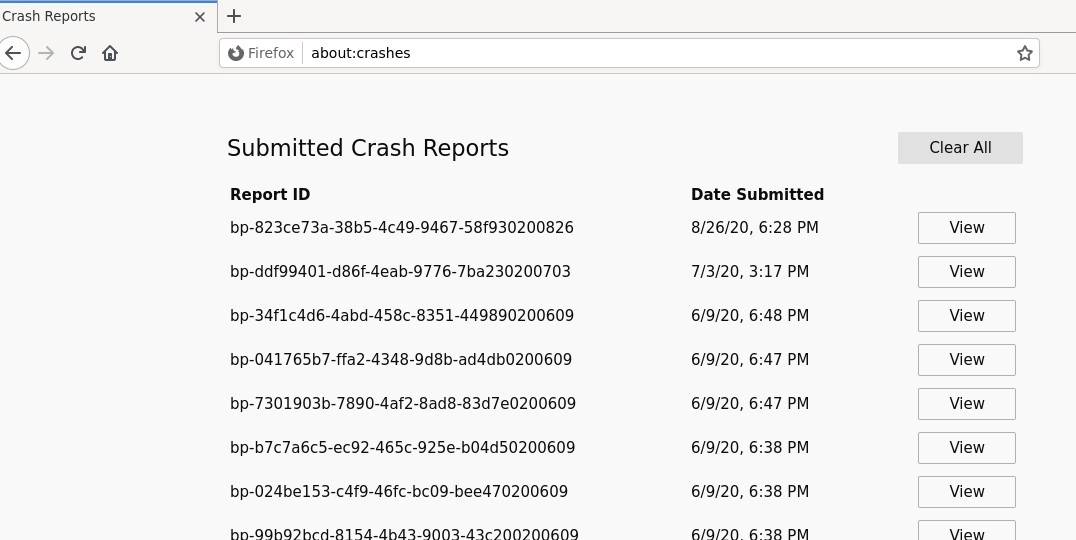 Crash Reports
Firefox about:crashes
Submitted Crash Reports Clear All
Report ID Date Submitted
bp-823ce73a-38b5-4c49-9467-58f930200826 8/26/20, 6:28 PM View
bp-ddf99401-d86f-4eab-9776-7ba230200703 7/3/20, 3:17 PM View
bp-34f1c4d6-4abd-458c-8351-449890200609 6/9/20, 6:48 PM View
bp-041765b7-ffa2-4348-9d8b-ad4db0200609 6/9/20, 6:47 PM View
bp-7301903b-7890-4af2-8ad8-83d7e0200609 6/9/20, 6:47 PM View
bp-b7c7a6c5-ec92-465c-925e-b04d50200609 6/9/20, 6:38 PM View
bp-024be153-c4f9-46fc-bc09-bee470200609 6/9/20, 6:38 PM View
bp-99b92bcd-8154-4b43-9003-43c200200609 6/9/20, 6:38 PM View